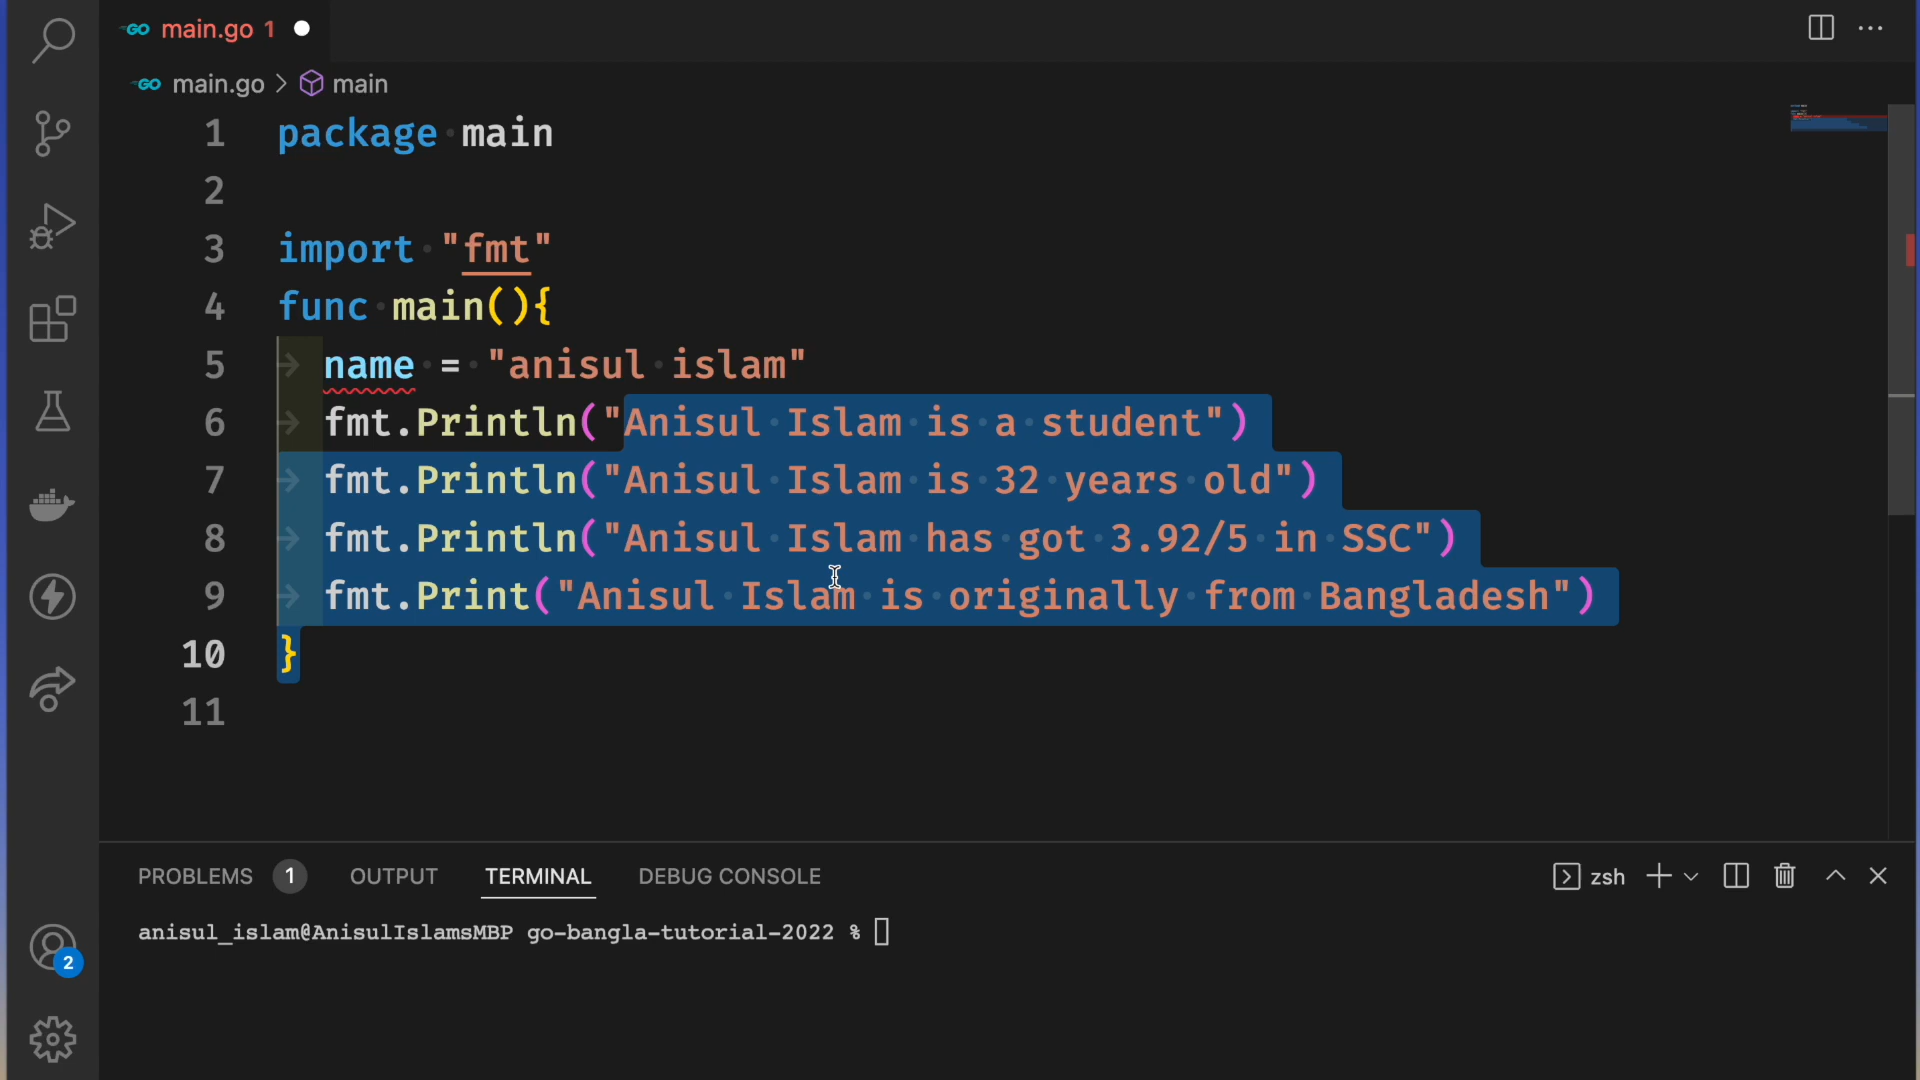 GO main.go 1
GO main.go > main
1 package main
2
3 import "fmt"
4 func main(){
5 name = "anisul islam"
6 fmt.Println("Anisul Islam is a student")
7 fmt.Println("Anisul Islam is 32 years old")
8 fmt.Println("Anisul Islam has got 3.92/5 in SSC")
9 fmt.Print("Anisul Islam is originally from Bangladesh")
10 }
11
PROBLEMS 1 OUTPUT TERMINAL DEBUG CONSOLE zsh
anisul_islam@AnisulIslamsMBP go-bangla-tutorial-2022 %
2